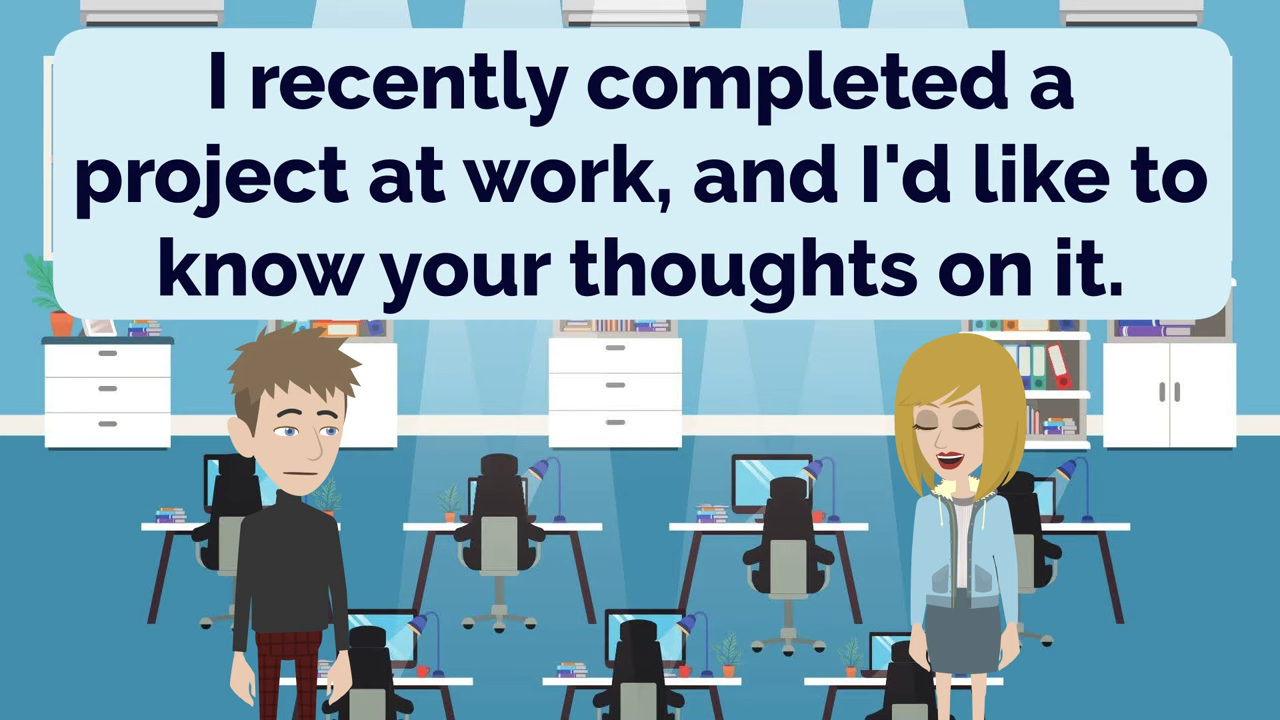 I recently completed a
project at work, and I'd like to
know your thoughts on it.